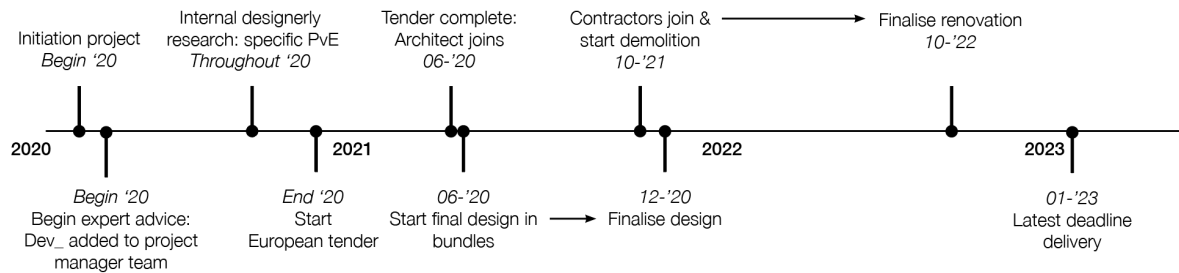 Initiation project
Begin ‘20
Internal designerly
research: specific PvE
Throughout ‘20
Tender complete:
Architect joins
06-’20
Contractors join &
start demolition
10-’21
Finalise renovation
10-’22
2020
2021
2022
2023
Begin ‘20
Begin expert advice:
Dev_ added to project
manager team
End ‘20
Start
European tender
06-’20
Start final design in
bundles
12-’20
Finalise design
01-’23
Latest deadline
delivery